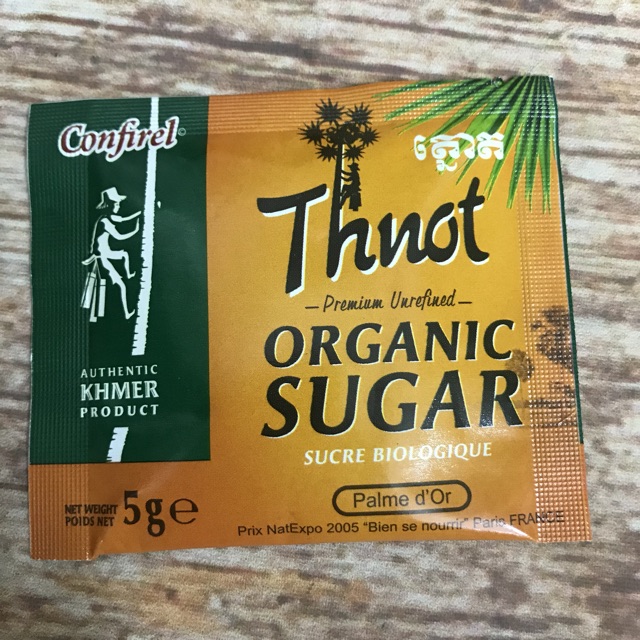 Confirel©
ត្នោត
Thnot
Premium Unrefined
ORGANIC
SUGAR
SUCRE BIOLOGIQUE
AUTHENTIC
KHMER
PRODUCT
NET WEIGHT
POIDS NET
5g℮
Palme d'Or
Prix NatExpo 2005 "Bien se nourrir" Paris FRANCE